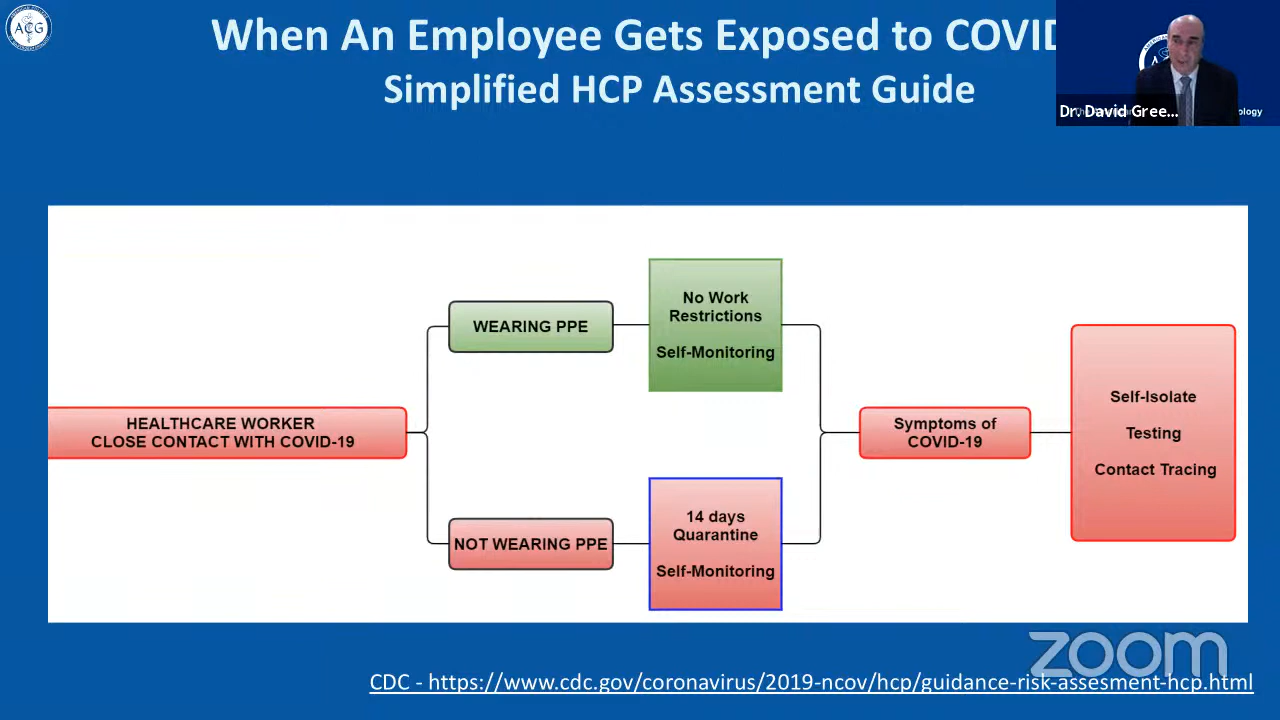 ACG
When An Employee Gets Exposed to COVID
Simplified HCP Assessment Guide
Dr. David Gree...
ology
No Work
Restrictions
Self-Monitoring
WEARING PPE
HEALTHCARE WORKER
CLOSE CONTACT WITH COVID-19
Symptoms of
COVID-19
Self-Isolate
Testing
Contact Tracing
14 days
Quarantine
Self-Monitoring
NOT WEARING PPE
zoom
CDC - https://www.cdc.gov/coronavirus/2019-ncov/hcp/guidance-risk-assesment-hcp.html